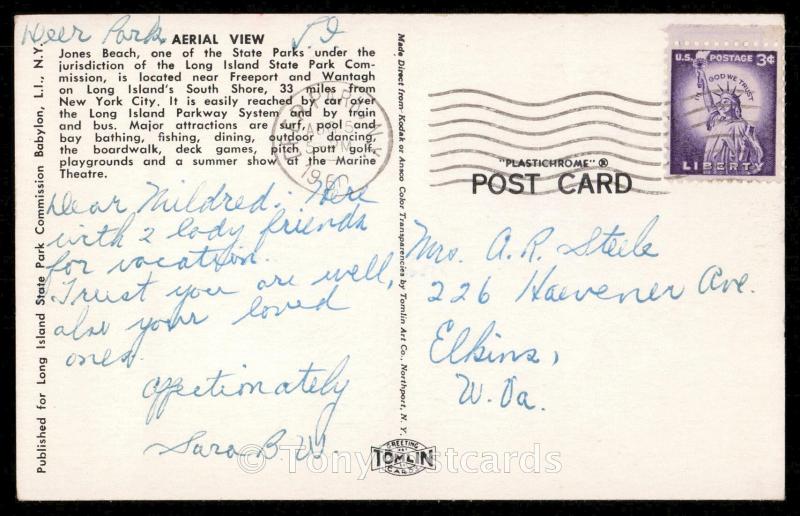 Deer Park L.I.
AERIAL VIEW
Jones Beach, one of the State Parks under the
jurisdiction of the Long Island State Park Com-
mission, is located near Freeport and Wantagh
on Long Island's South Shore, 33 miles from
New York City. It is easily reached by car over
the Long Island Parkway System and by train
and bus. Major attractions are surf, pool and
bay bathing, fishing, dining, outdoor dancing,
the boardwalk, deck games, pitch putt golf,
playgrounds and a summer show at the Marine
Theatre.
Dear Mildred: Here
with 2 lady friends
for vacation.
Trust you are well,
also your loved
ones.
Affectionately
Sara B. W.
Published for Long Island State Park Commission Babylon, L.I., N.Y.
Made Direct from Kodak or Ansco Color Transparencies by Tomlin Art Co., Northport, N. Y.
DEER PARK
1960
U.S. POSTAGE 3¢
IN GOD WE TRUST
LIBERTY
"PLASTICHROME"®
POST CARD
Mrs. A. R. Steele
226 Haevener Ave.
Elkins,
W. Va.
GREETING
TOMLIN
CARDS
© TonyPostcards